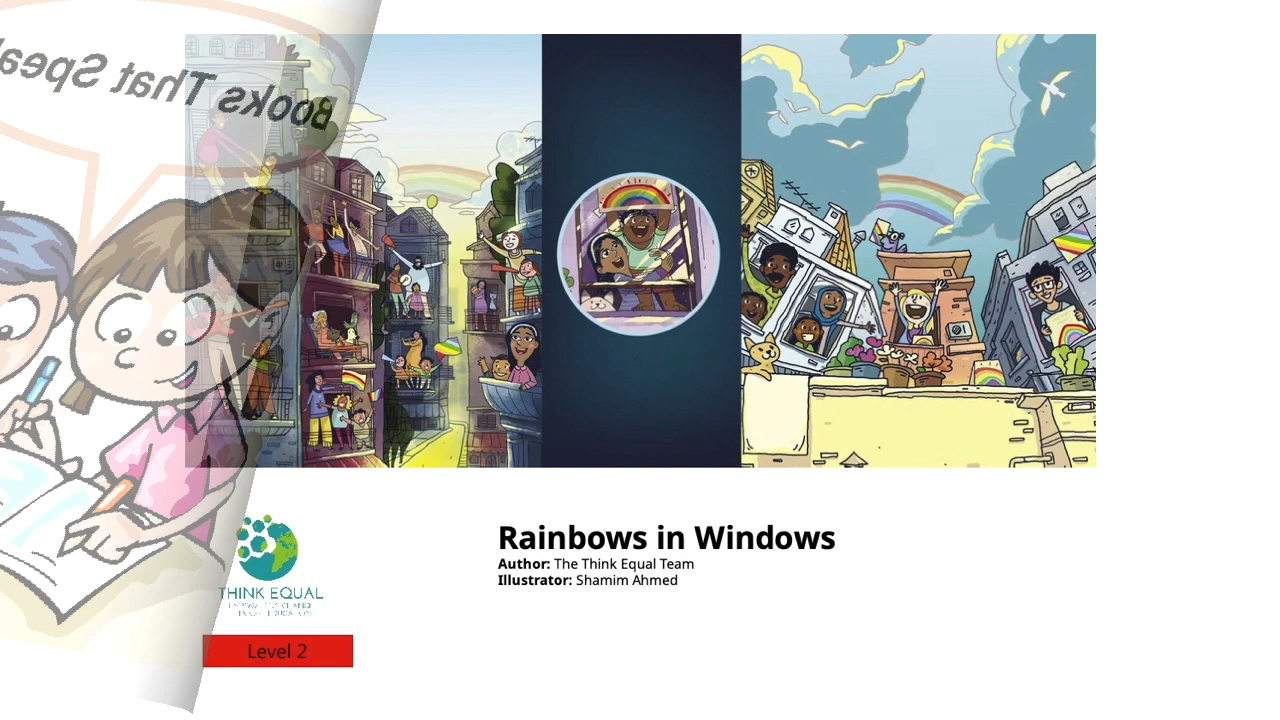 Books That Speak
Rainbows in Windows
Author: The Think Equal Team
Illustrator: Shamim Ahmed
THINK EQUAL
Level 2